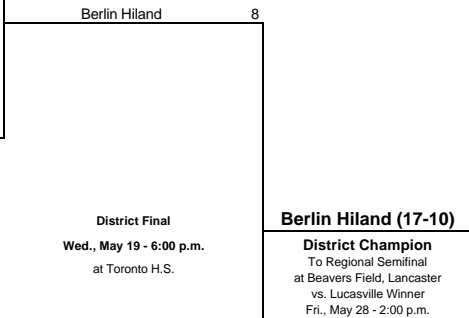 Berlin Hiland 8
District Final
Wed., May 19 - 6:00 p.m.
at Toronto H.S.
Berlin Hiland (17-10)
District Champion
To Regional Semifinal
at Beavers Field, Lancaster
vs. Lucasville Winner
Fri., May 28 - 2:00 p.m.